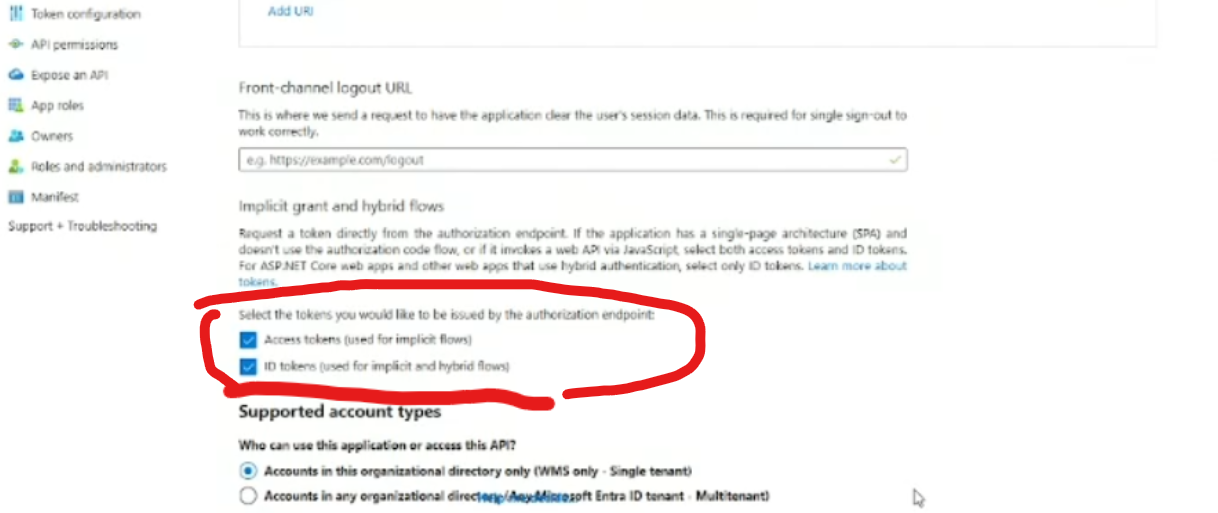 Token configuration
Add URI
API permissions
Expose an API
App roles
Owners
Roles and administrators
Manifest
Support + Troubleshooting
Front-channel logout URL
This is where we send a request to have the application clear the user's session data. This is required for single sign-out to
work correctly.
e.g. https://example.com/logout
Implicit grant and hybrid flows
Request a token directly from the authorization endpoint. If the application has a single-page architecture (SPA) and
doesn't use the authorization code flow, or if it invokes a web API via JavaScript, select both access tokens and ID tokens.
For ASP.NET Core web apps and other web apps that use hybrid authentication, select only ID tokens. Learn more about
tokens.
Select the tokens you would like to be issued by the authorization endpoint:
Access tokens (used for implicit flows)
ID tokens (used for implicit and hybrid flows)
Supported account types
Who can use this application or access this API?
Accounts in this organizational directory only (WMS only - Single tenant)
Accounts in any organizational directory (Any Microsoft Entra ID tenant - Multitenant)